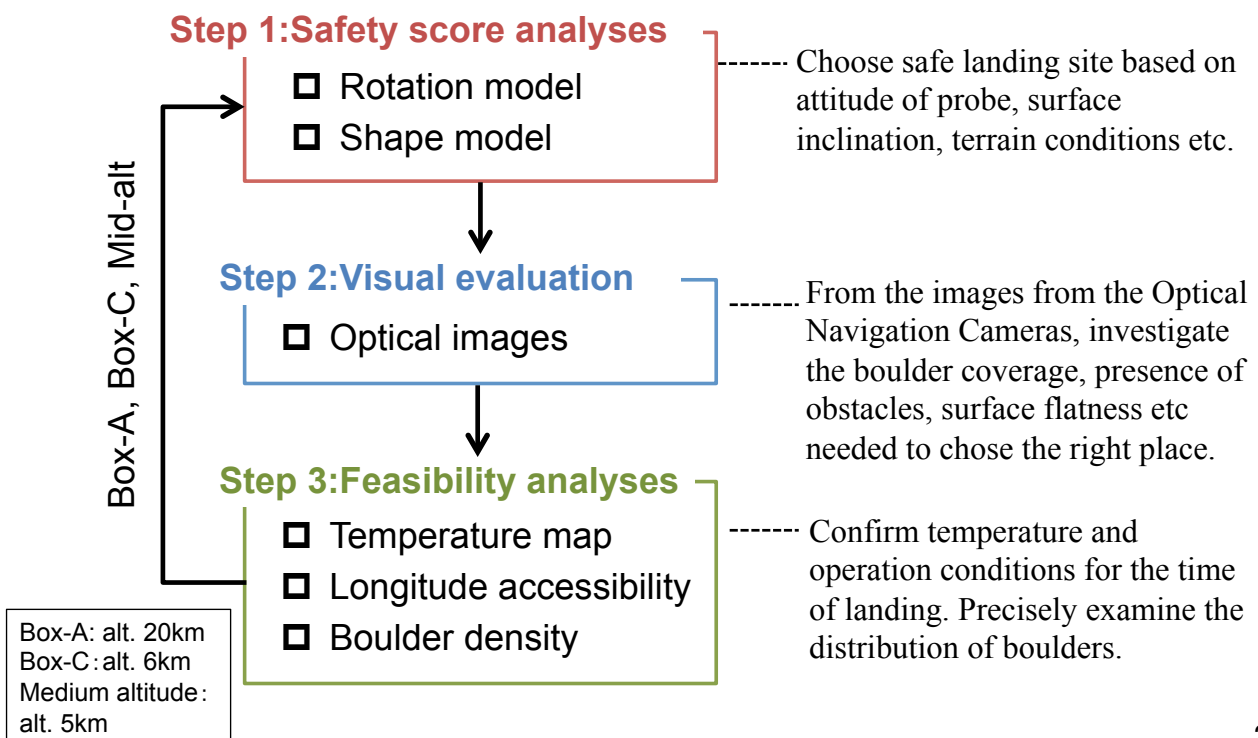 Step 1:Safety score analyses
Rotation model
Shape model
Choose safe landing site based on
attitude of probe, surface
inclination, terrain conditions etc.
Box-A, Box-C, Mid-alt
Step 2:Visual evaluation
Optical images
From the images from the Optical
Navigation Cameras, investigate
the boulder coverage, presence of
obstacles, surface flatness etc
needed to chose the right place.
Step 3:Feasibility analyses
Temperature map
Longitude accessibility
Boulder density
Confirm temperature and
operation conditions for the time
of landing. Precisely examine the
distribution of boulders.
Box-A: alt. 20km
Box-C：alt. 6km
Medium altitude：
alt. 5km